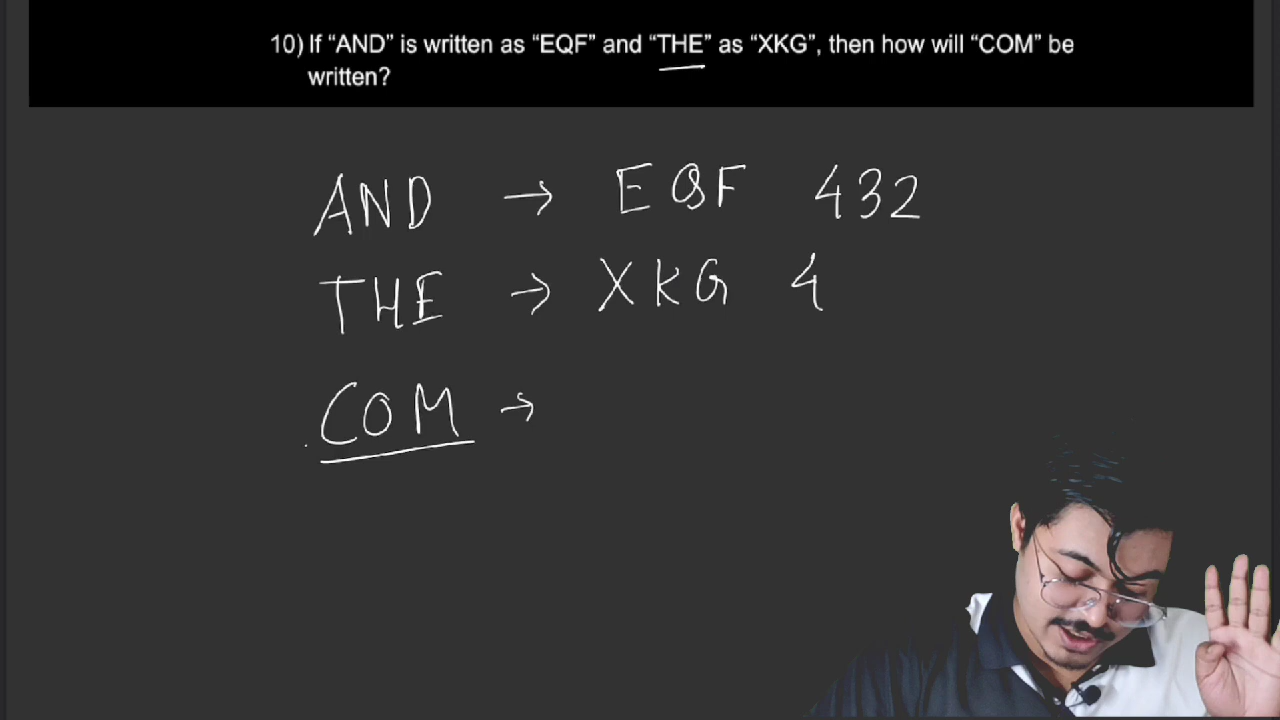 10) If “AND” is written as “EQF” and “THE” as “XKG”, then how will “COM” be
written?
AND → EQF 432
THE → XKG 4
COM →